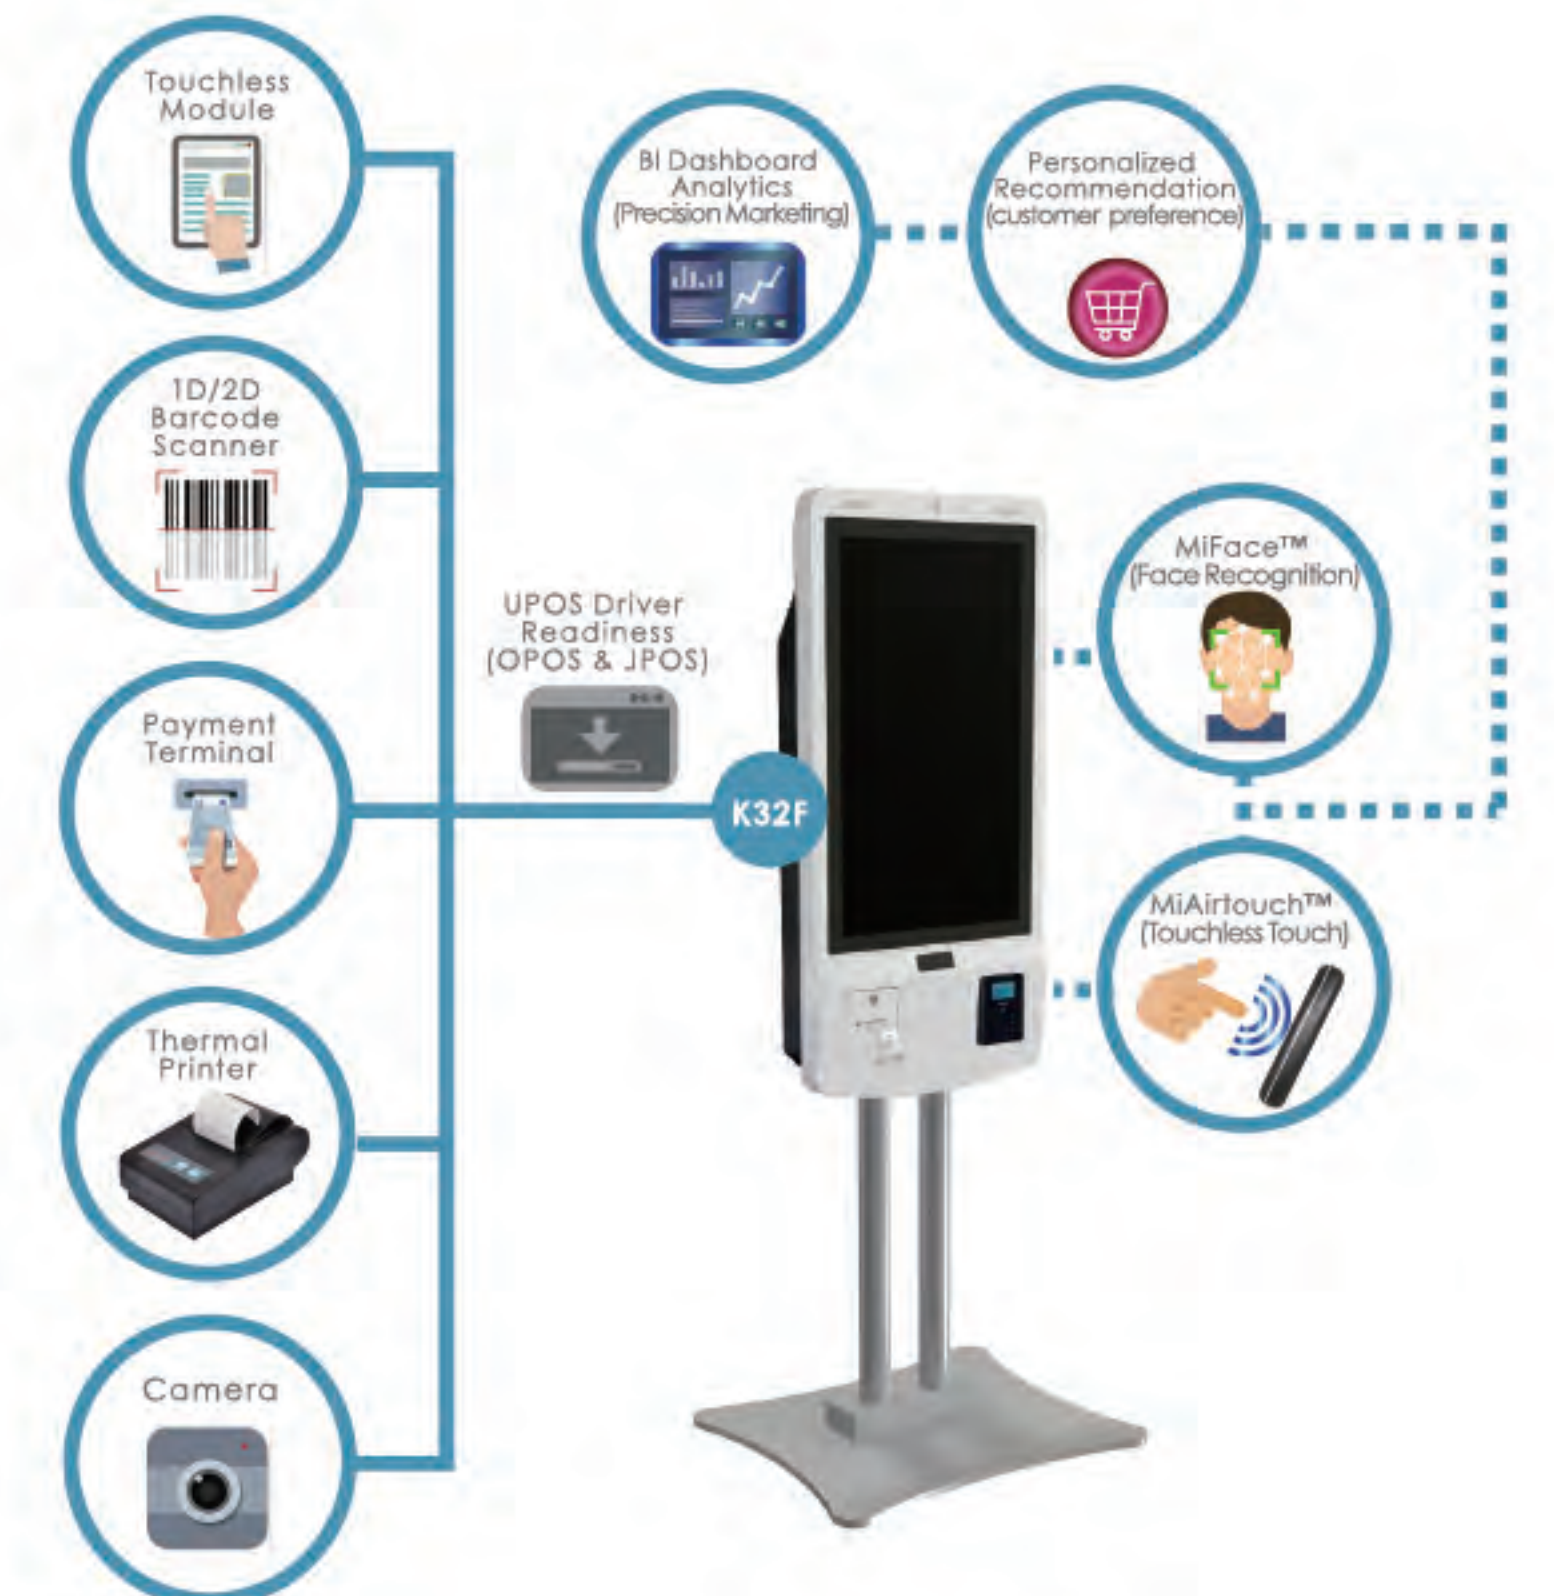 Touchless
Module
1D/2D
Barcode
Scanner
Payment
Terminal
Thermal
Printer
Camera
UPOS Driver
Readiness
(OPOS & JPOS)
K32F
BI Dashboard
Analytics
(Precision Marketing)
Personalized
Recommendation
(customer preference)
MiFace™
(Face Recognition)
MiAirtouch™
(Touchless Touch)